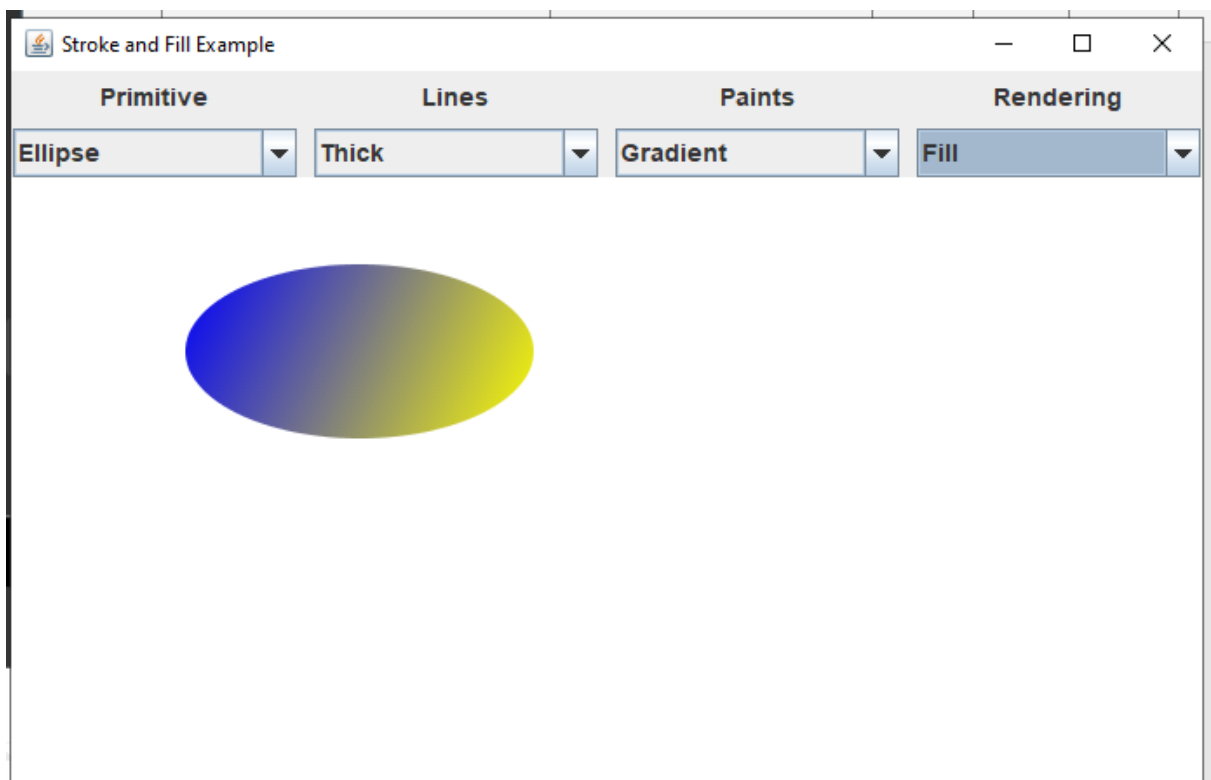 Stroke and Fill Example
Primitive Lines Paints Rendering
Ellipse Thick Gradient Fill